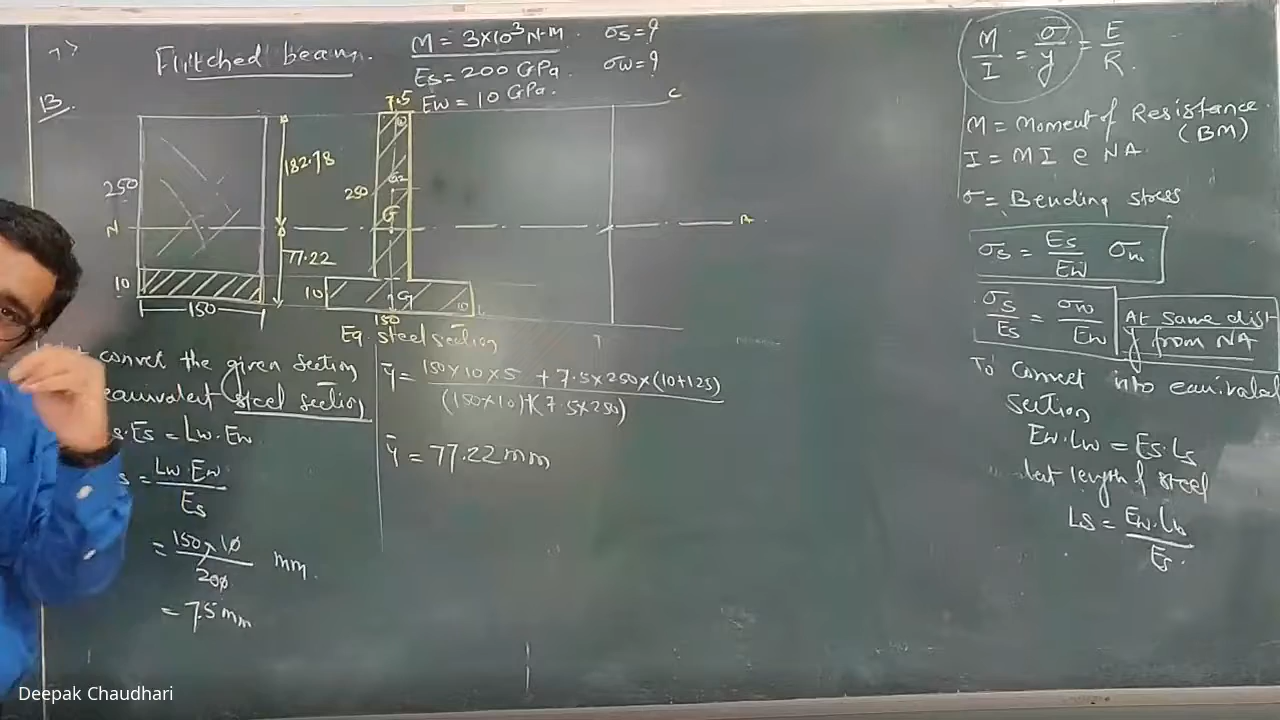 7)
Flitched beam.
M = 3×10³ N-m. σs = ?
Es = 200 GPa. σw = ?
Ew = 10 GPa.
B.
7.5
C
182.78
250
250
G2
G
N
A
77.22
10
10
G
150
150
Eq. steel section
convert the given section
equivalent steel section
s.Es = Lw.Ew
s = Lw.Ew / Es
= 150×10 / 200 mm
= 7.5 mm
ȳ = 150×10×5 + 7.5×250×(10+125) / (150×10)+(7.5×250)
ȳ = 77.22 mm
M/I = σ/y = E/R
M = Moment of Resistance
(BM)
I = MI @ NA
σ = Bending stress
σs = Es/Ew σw
σs/Es = σw/Ew
At same dist
y from NA
To convert into equivalent
section
Ew.Lw = Es.Ls
lent length of steel
Ls = Ew.Lw / Es.
Deepak Chaudhari